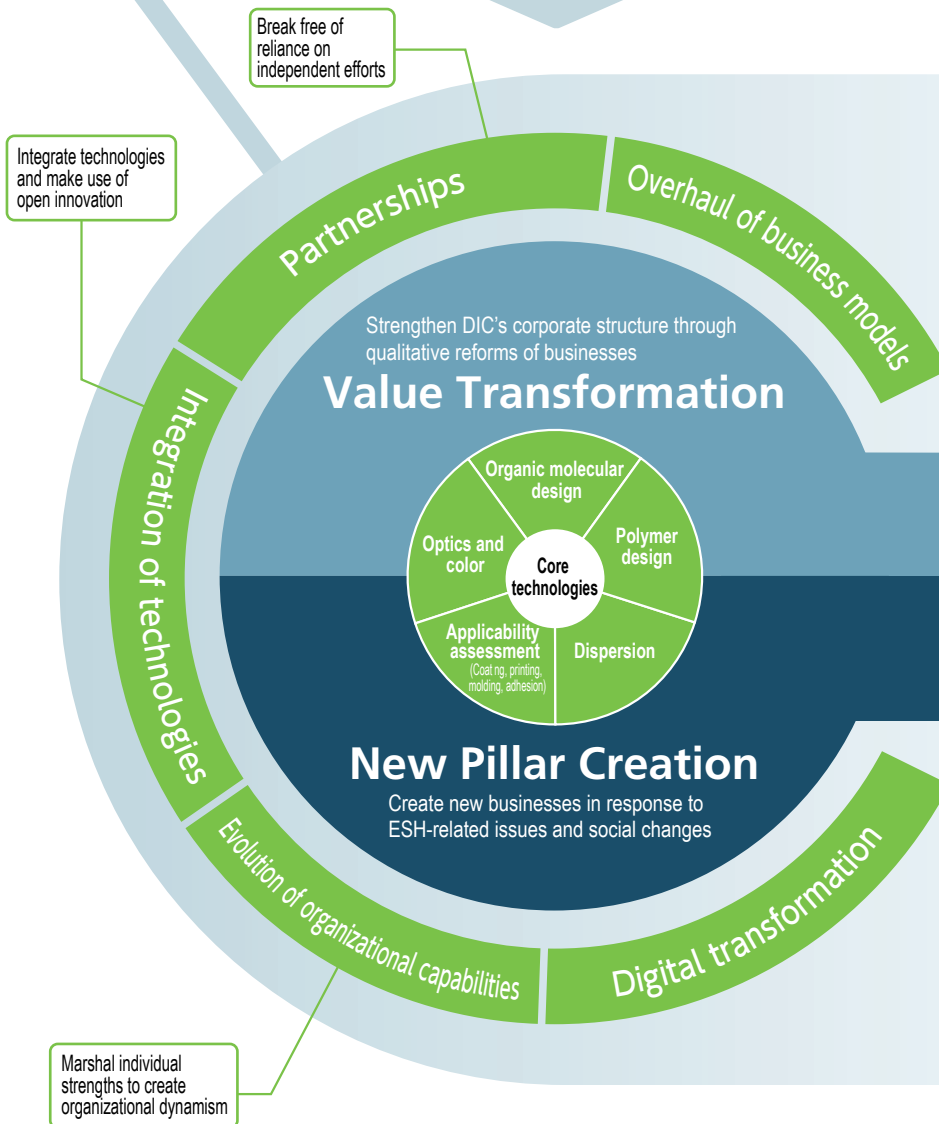 Break free of
reliance on
independent efforts
Integrate technologies
and make use of
open innovation
Partnerships
Overhaul of business models
Strengthen DIC's corporate structure through
qualitative reforms of businesses
Value Transformation
Integration of technologies
Organic molecular
design
Optics and
color
Polymer
design
Core
technologies
Applicability
assessment
(Coat ng, printing,
molding, adhesion)
Dispersion
New Pillar Creation
Create new businesses in response to
ESH-related issues and social changes
Evolution of organizational capabilities
Digital transformation
Marshal individual
strengths to create
organizational dynamism